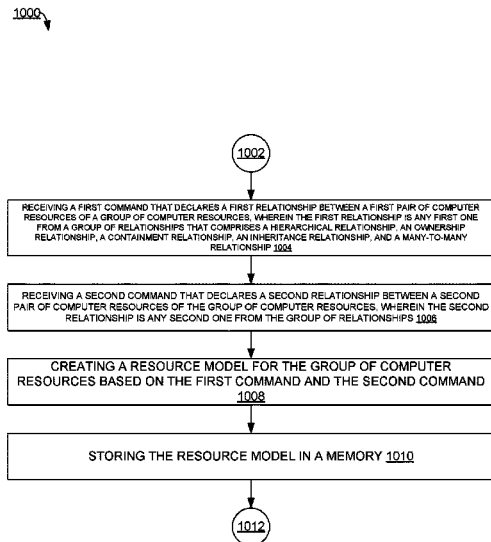 1000
1002
RECEIVING A FIRST COMMAND THAT DECLARES A FIRST RELATIONSHIP BETWEEN A FIRST PAIR OF COMPUTER
RESOURCES OF A GROUP OF COMPUTER RESOURCES, WHEREIN THE FIRST RELATIONSHIP IS ANY FIRST ONE
FROM A GROUP OF RELATIONSHIPS THAT COMPRISES A HIERARCHICAL RELATIONSHIP, AN OWNERSHIP
RELATIONSHIP, A CONTAINMENT RELATIONSHIP, AN INHERITANCE RELATIONSHIP, AND A MANY-TO-MANY
RELATIONSHIP 1004
RECEIVING A SECOND COMMAND THAT DECLARES A SECOND RELATIONSHIP BETWEEN A SECOND
PAIR OF COMPUTER RESOURCES OF THE GROUP OF COMPUTER RESOURCES, WHEREIN THE SECOND
RELATIONSHIP IS ANY SECOND ONE FROM THE GROUP OF RELATIONSHIPS 1006
CREATING A RESOURCE MODEL FOR THE GROUP OF COMPUTER
RESOURCES BASED ON THE FIRST COMMAND AND THE SECOND COMMAND
1008
STORING THE RESOURCE MODEL IN A MEMORY 1010
1012